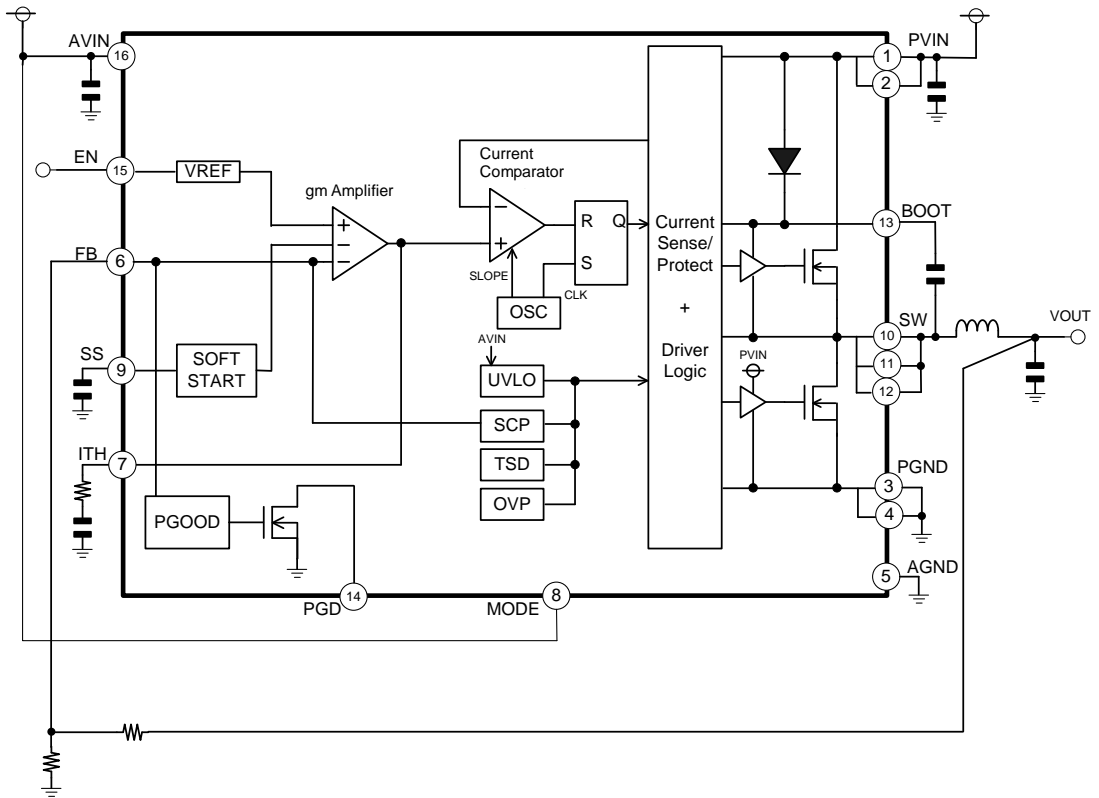 AVIN
16
PVIN
1
2
EN
15
VREF
gm Amplifier
+
−
−
Current
Comparator
−
+
R
Q
S
SLOPE
OSC
CLK
Current
Sense/
Protect
+
Driver
Logic
13
BOOT
FB
6
SS
9
SOFT
START
AVIN
UVLO
SCP
TSD
OVP
PVIN
10
SW
11
12
VOUT
ITH
7
PGOOD
PGND
3
4
5
AGND
PGD
14
MODE
8